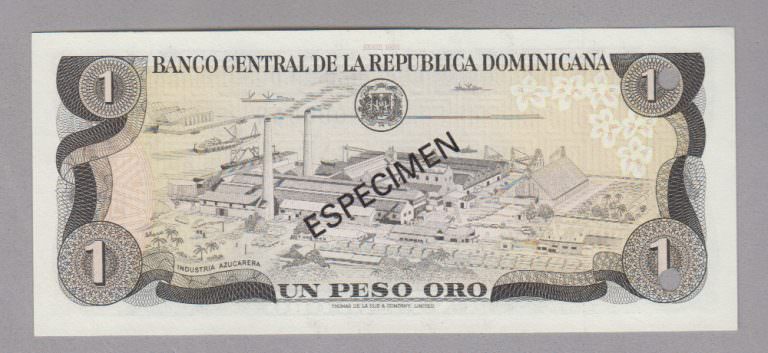 BANCO CENTRAL DE LA REPUBLICA DOMINICANA
1
1
ESPECIMEN
1
1
INDUSTRIA AZUCARERA
UN PESO ORO
THOMAS DE LA RUE & COMPANY, LIMITED